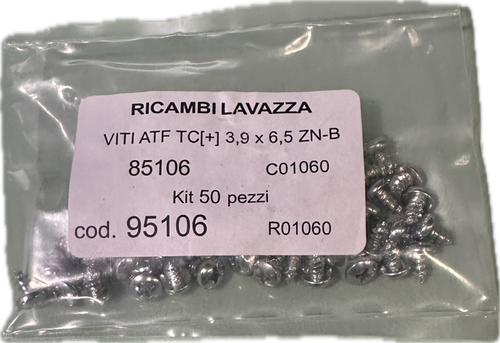 RICAMBI LAVAZZA
VITI ATF TC[+] 3,9 x 6,5 ZN-B
85106 C01060
Kit 50 pezzi
cod. 95106 R01060